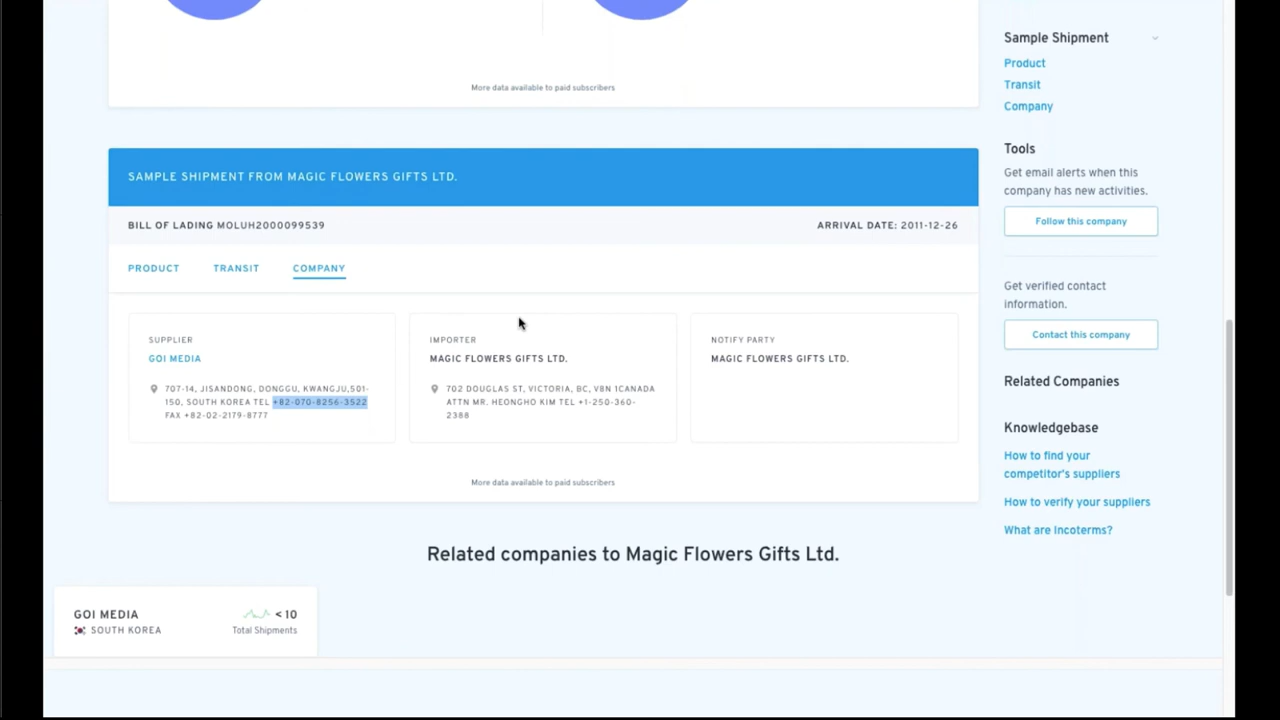 More data available to paid subscribers
SAMPLE SHIPMENT FROM MAGIC FLOWERS GIFTS LTD.
BILL OF LADING MOLUH2000099539
ARRIVAL DATE: 2011-12-26
PRODUCT
TRANSIT
COMPANY
SUPPLIER
GOI MEDIA
707-14, JISANDONG, DONGGU, KWANGJU,501-
150, SOUTH KOREA TEL +82-070-8256-3522
FAX +82-02-2179-8777
IMPORTER
MAGIC FLOWERS GIFTS LTD.
702 DOUGLAS ST, VICTORIA, BC, V8N 1CANADA
ATTN MR. HEONGHO KIM TEL +1-250-360-
2388
NOTIFY PARTY
MAGIC FLOWERS GIFTS LTD.
More data available to paid subscribers
Related companies to Magic Flowers Gifts Ltd.
GOI MEDIA
SOUTH KOREA
< 10
Total Shipments
Sample Shipment
Product
Transit
Company
Tools
Get email alerts when this
company has new activities.
Follow this company
Get verified contact
information.
Contact this company
Related Companies
Knowledgebase
How to find your
competitor's suppliers
How to verify your suppliers
What are Incoterms?